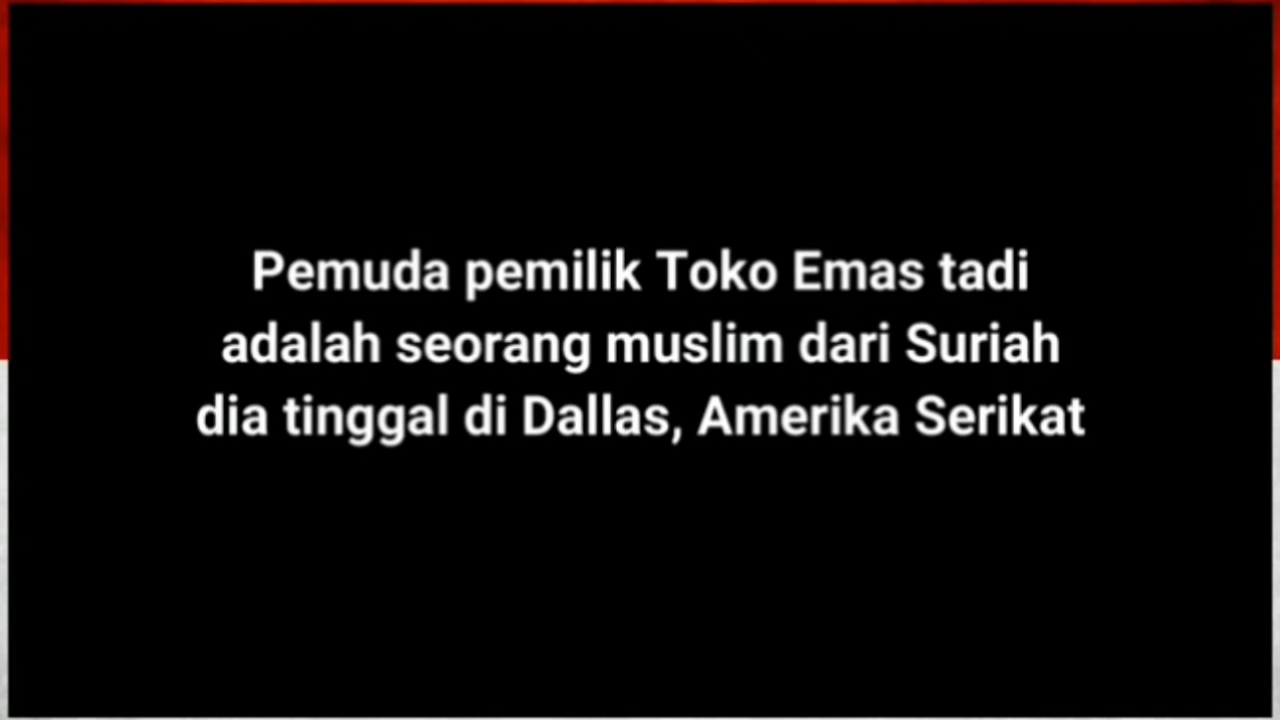 Pemuda pemilik Toko Emas tadi
adalah seorang muslim dari Suriah
dia tinggal di Dallas, Amerika Serikat